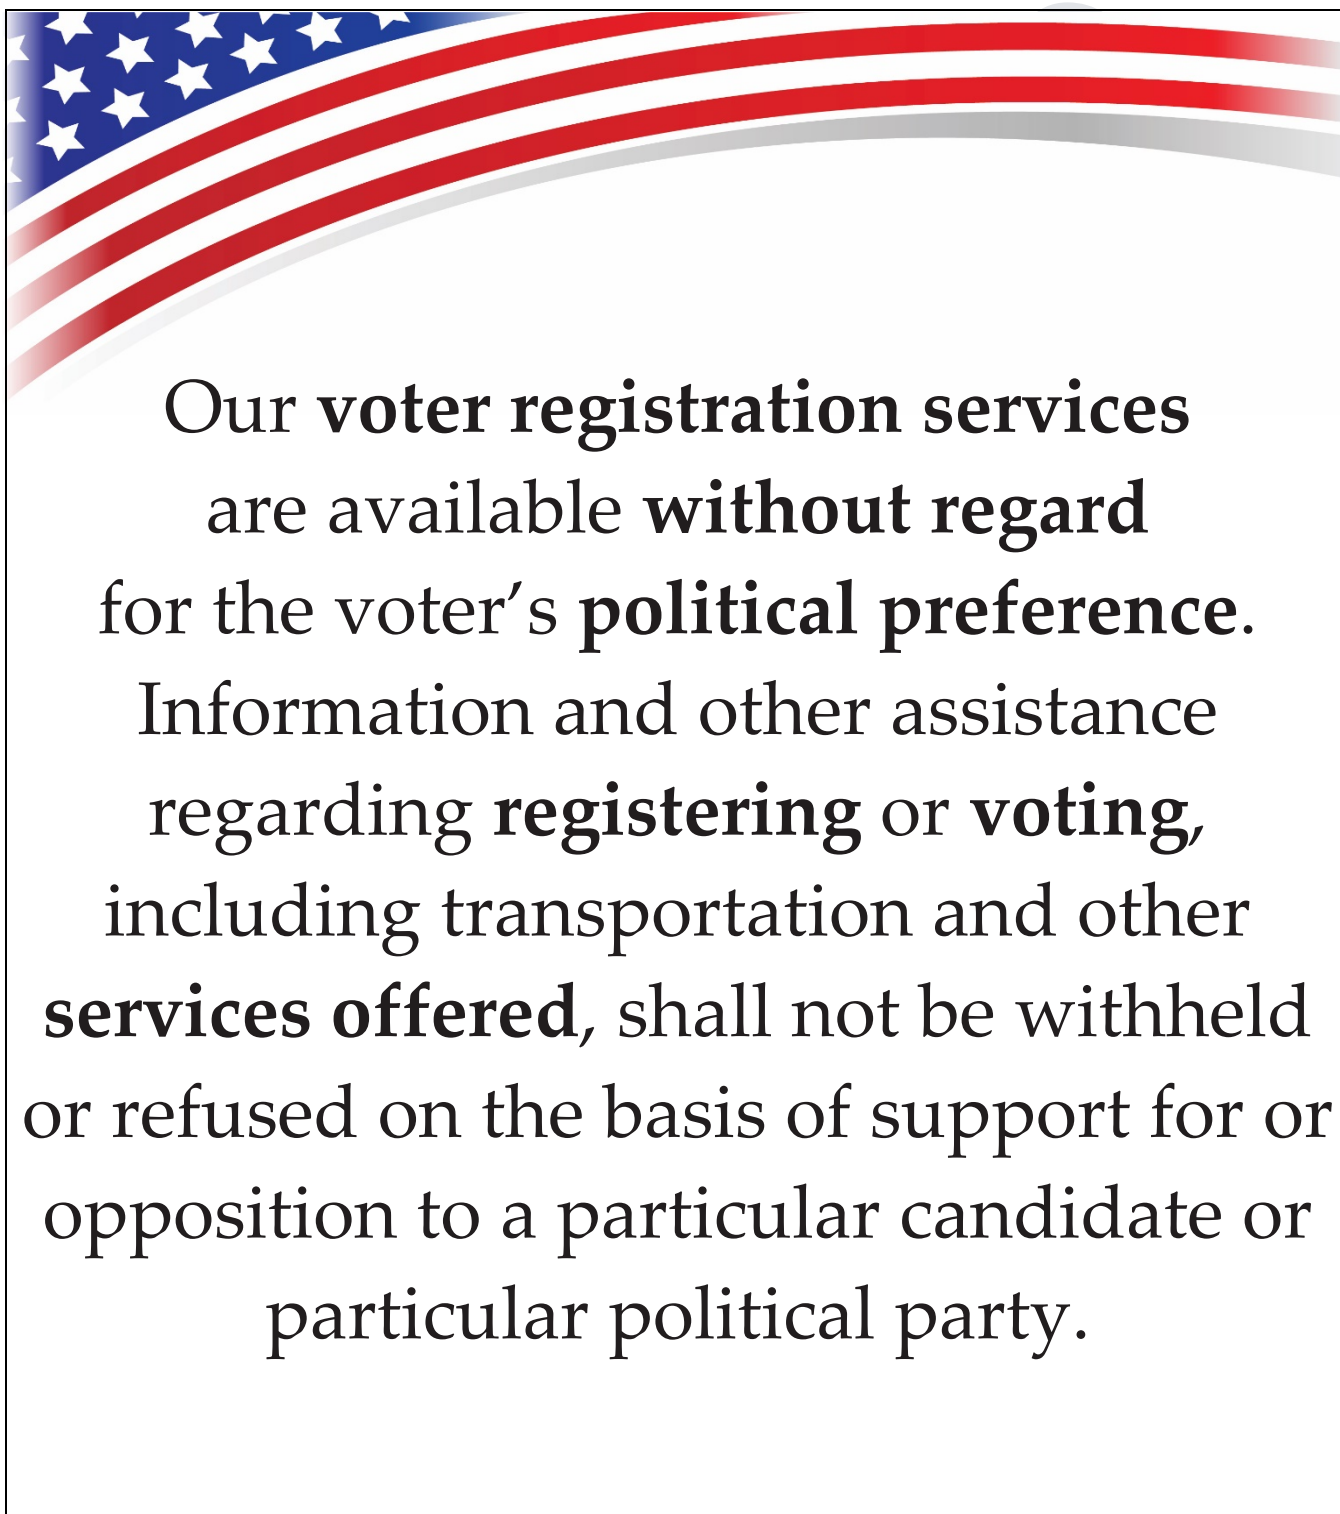 Our voter registration services
are available without regard
for the voter’s political preference.
Information and other assistance
regarding registering or voting,
including transportation and other
services offered, shall not be withheld
or refused on the basis of support for or
opposition to a particular candidate or
particular political party.